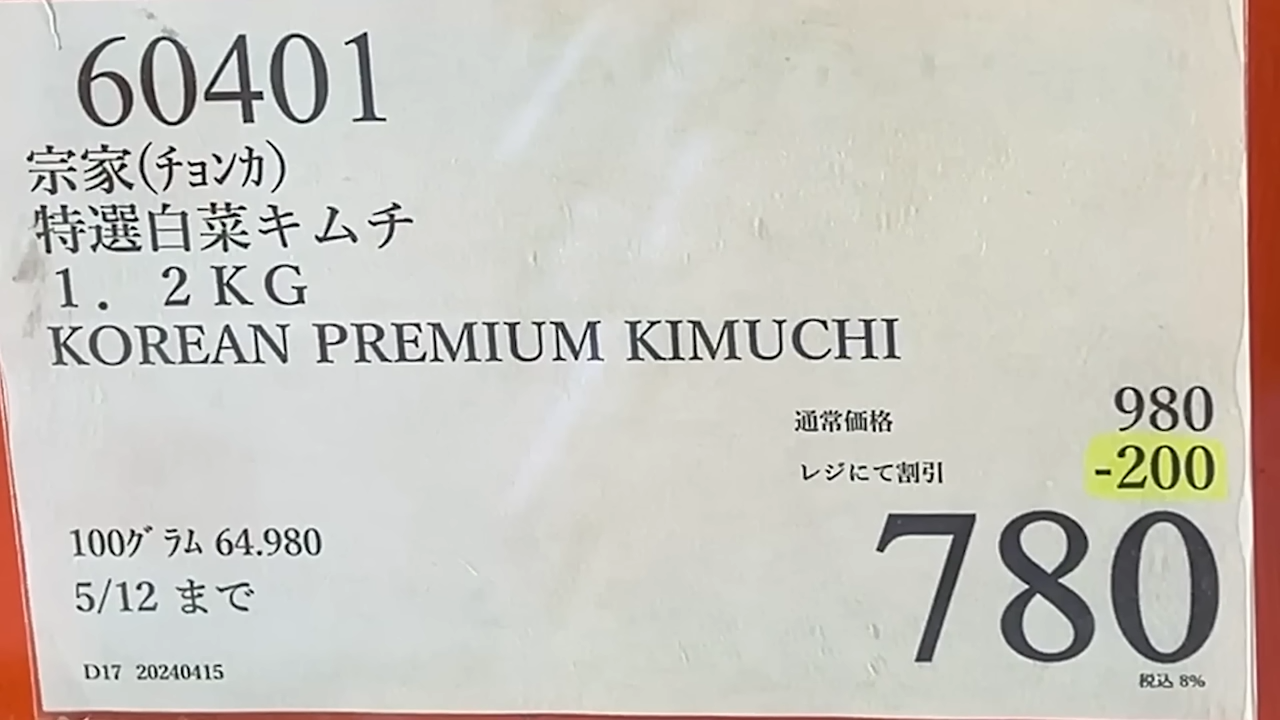 60401
宗家(ﾁｮﾝｶ)
特選白菜キムチ
１．２ＫＧ
KOREAN PREMIUM KIMUCHI
通常価格 980
レジにて割引 -200
780
100ｸﾞﾗﾑ 64.980
5/12 まで
税込 8%
D17 20240415